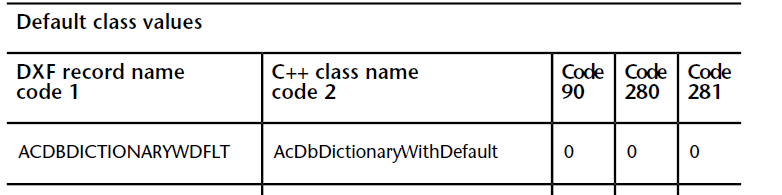 Default class values
DXF record name C++ class name Code Code Code
code 1 code 2 90 280 281
ACDBDICTIONARYWDFLT AcDbDictionaryWithDefault 0 0 0